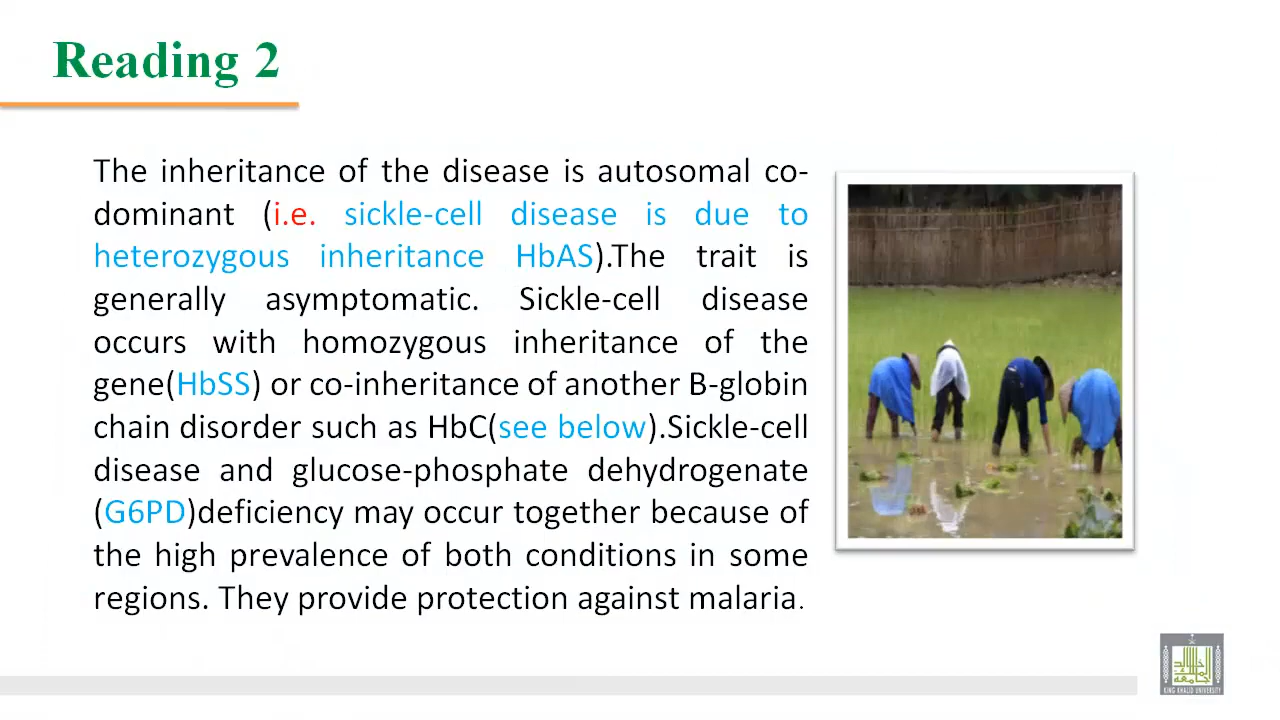 Reading 2
The inheritance of the disease is autosomal co-
dominant (i.e. sickle-cell disease is due to
heterozygous inheritance HbAS).The trait is
generally asymptomatic. Sickle-cell disease
occurs with homozygous inheritance of the
gene(HbSS) or co-inheritance of another B-globin
chain disorder such as HbC(see below).Sickle-cell
disease and glucose-phosphate dehydrogenate
(G6PD)deficiency may occur together because of
the high prevalence of both conditions in some
regions. They provide protection against malaria.
KING KHALID UNIVERSITY